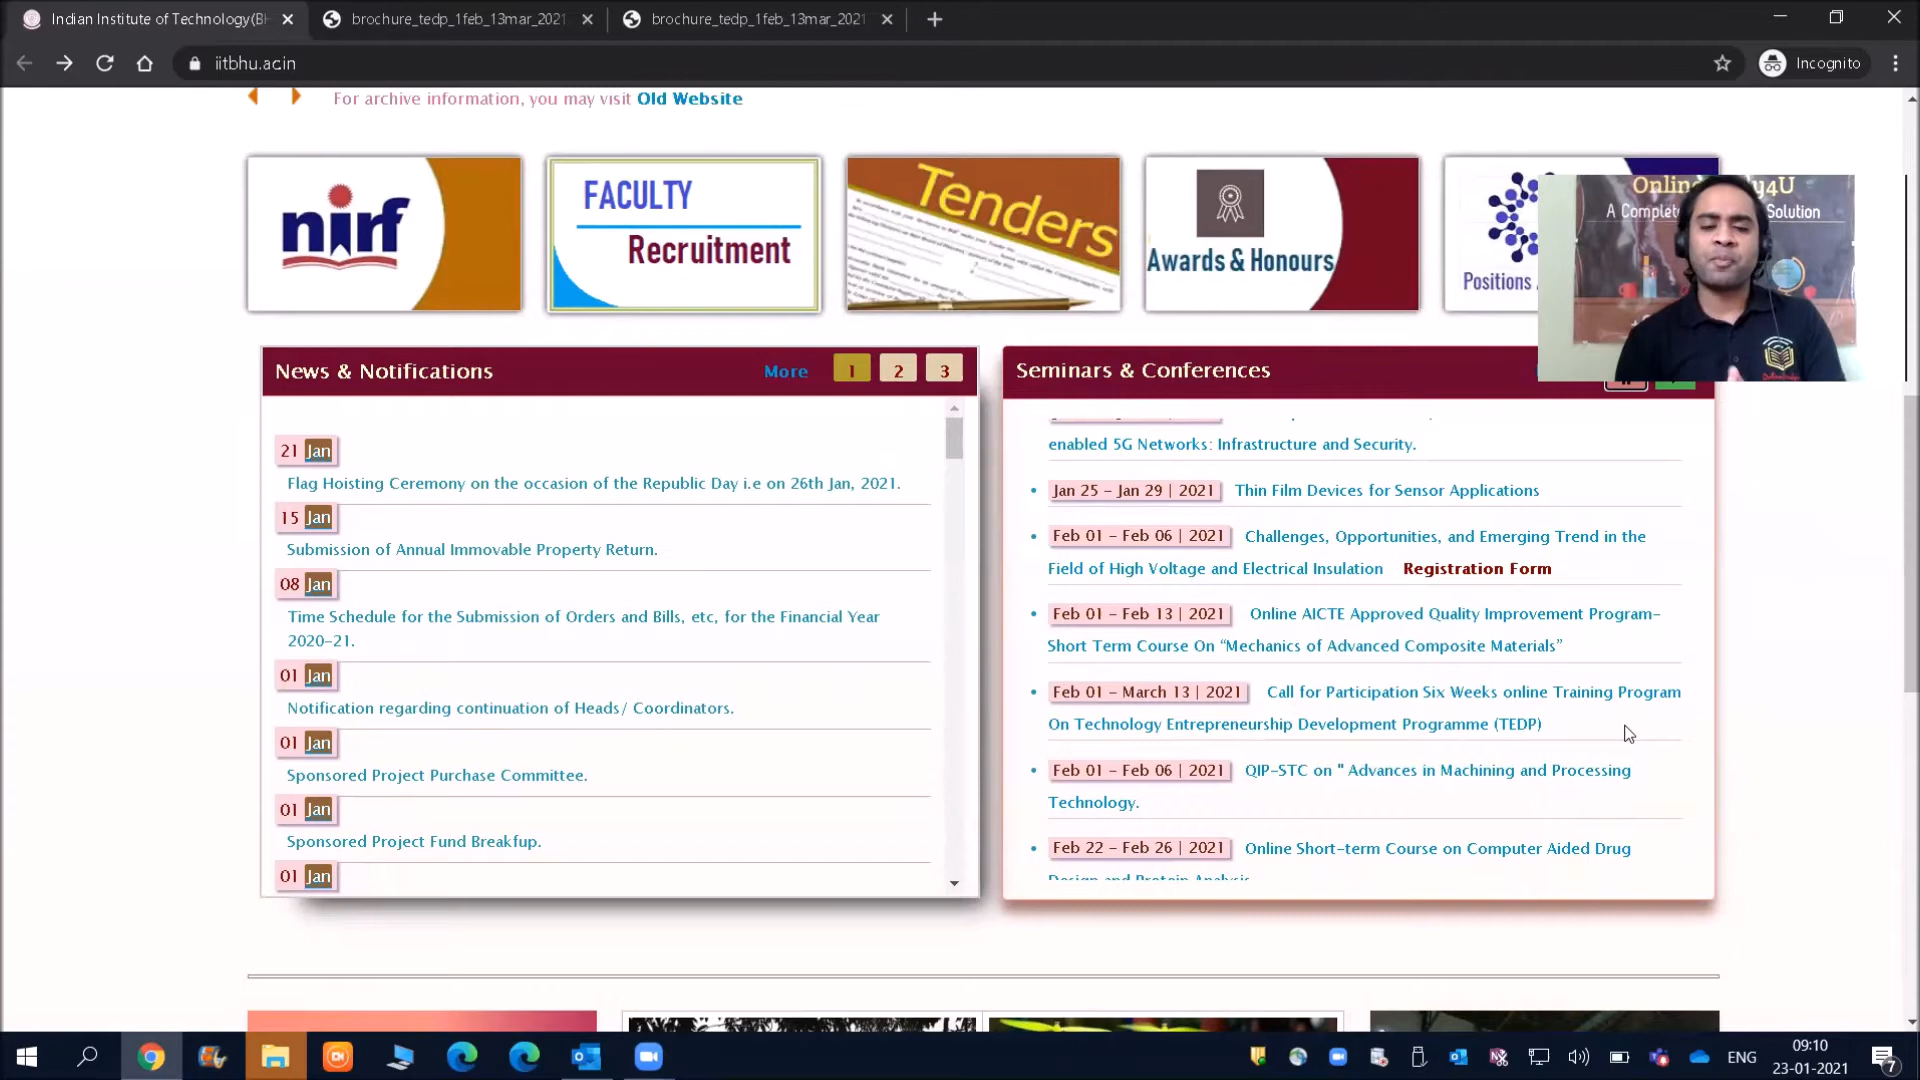 Indian Institute of Technology(BH
brochure_tedp_1feb_13mar_2021
brochure_tedp_1feb_13mar_2021
iitbhu.ac.in
Incognito
For archive information, you may visit Old Website
nirf
FACULTY
Recruitment
Tenders
Awards & Honours
Positions
Online
4U
A Complete
Solution
News & Notifications
More
1
2
3
21 Jan
Flag Hoisting Ceremony on the occasion of the Republic Day i.e on 26th Jan, 2021.
15 Jan
Submission of Annual Immovable Property Return.
08 Jan
Time Schedule for the Submission of Orders and Bills, etc, for the Financial Year
2020-21.
01 Jan
Notification regarding continuation of Heads/ Coordinators.
01 Jan
Sponsored Project Purchase Committee.
01 Jan
Sponsored Project Fund Breakfup.
01 Jan
Seminars & Conferences
enabled 5G Networks: Infrastructure and Security.
Jan 25 - Jan 29 | 2021 Thin Film Devices for Sensor Applications
Feb 01 - Feb 06 | 2021 Challenges, Opportunities, and Emerging Trend in the
Field of High Voltage and Electrical Insulation Registration Form
Feb 01 - Feb 13 | 2021 Online AICTE Approved Quality Improvement Program-
Short Term Course On “Mechanics of Advanced Composite Materials”
Feb 01 - March 13 | 2021 Call for Participation Six Weeks online Training Program
On Technology Entrepreneurship Development Programme (TEDP)
Feb 01 - Feb 06 | 2021 QIP-STC on " Advances in Machining and Processing
Technology.
Feb 22 - Feb 26 | 2021 Online Short-term Course on Computer Aided Drug
Design and Protein Analysis
ENG
09:10
23-01-2021
7